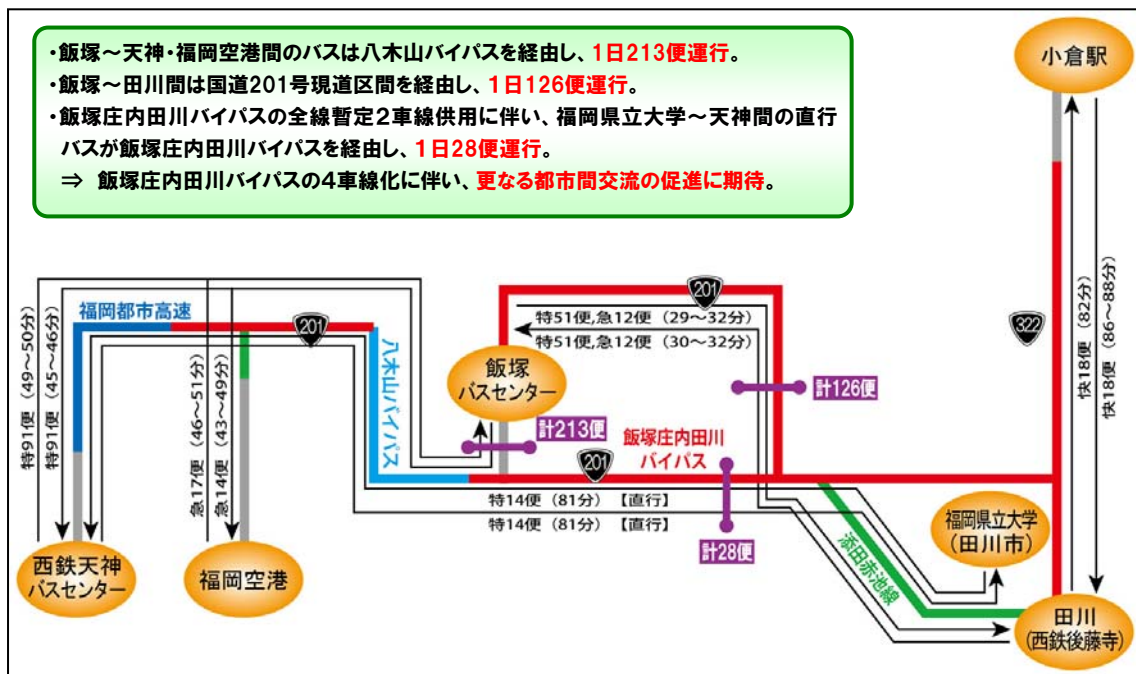 ・飯塚～天神・福岡空港間のバスは八木山バイパスを経由し、1日213便運行。
・飯塚～田川間は国道201号現道区間を経由し、1日126便運行。
・飯塚庄内田川バイパスの全線暫定2車線供用に伴い、福岡県立大学～天神間の直行
バスが飯塚庄内田川バイパスを経由し、1日28便運行。
⇒ 飯塚庄内田川バイパスの4車線化に伴い、更なる都市間交流の促進に期待。
小倉駅
福岡都市高速
201
201
特51便,急12便（29～32分）
特51便,急12便（30～32分）
322
快18便（82分）
快18便（86～88分）
特91便（49～50分）
特91便（45～46分）
急17便（46～51分）
急14便（43～49分）
八木山バイパス
飯塚
バスセンター
計126便
計213便
飯塚庄内田川
バイパス
201
特14便（81分）【直行】
特14便（81分）【直行】
計28便
添田赤池線
福岡県立大学
（田川市）
西鉄天神
バスセンター
福岡空港
田川
（西鉄後藤寺）